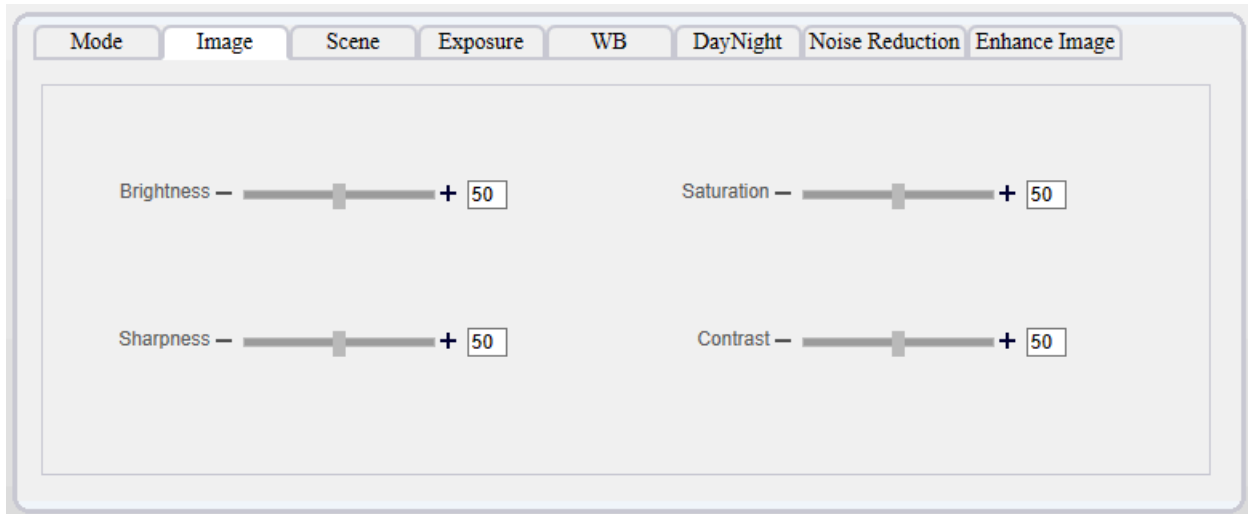 Mode Image Scene Exposure WB DayNight Noise Reduction Enhance Image
Brightness − + 50 Saturation − + 50
Sharpness − + 50 Contrast − + 50